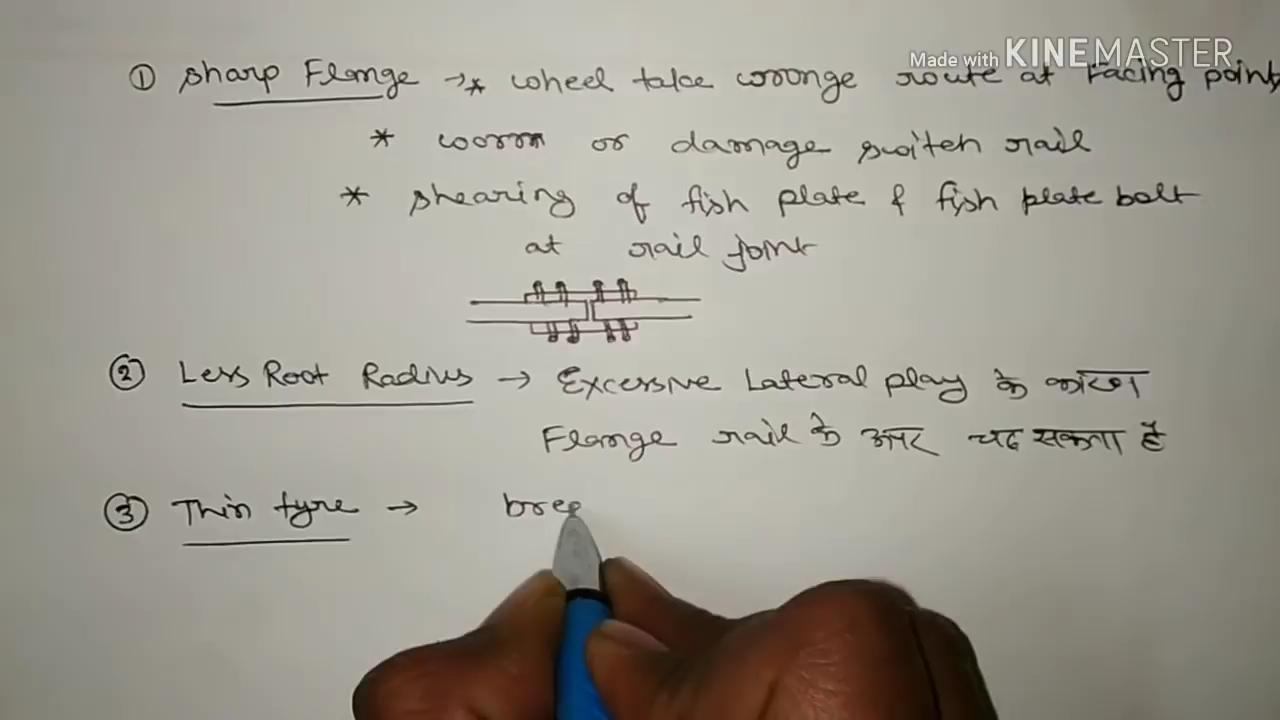 Made with KINEMASTER
① Sharp Flange →* wheel take wronge route at Facing point
* worrn or damage switch rail
* shearing of fish plate & fish plate bolt
at rail joint
② Less Root Radius → Excessive Lateral play के कारण
Flange rail के ऊपर चढ सकता है
③ Thin tyre → bree